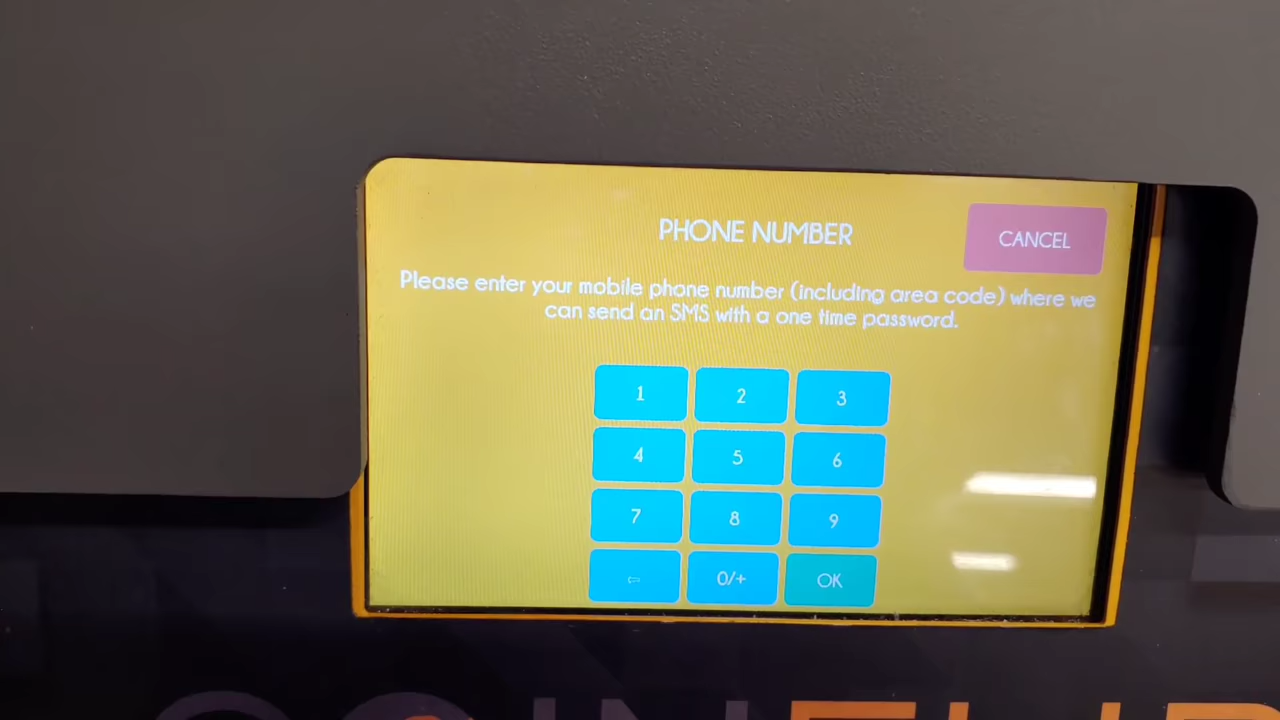 PHONE NUMBER
CANCEL
Please enter your mobile phone number (including area code) where we
can send an SMS with a one time password.
1 2 3
4 5 6
7 8 9
⇦ 0/+ OK